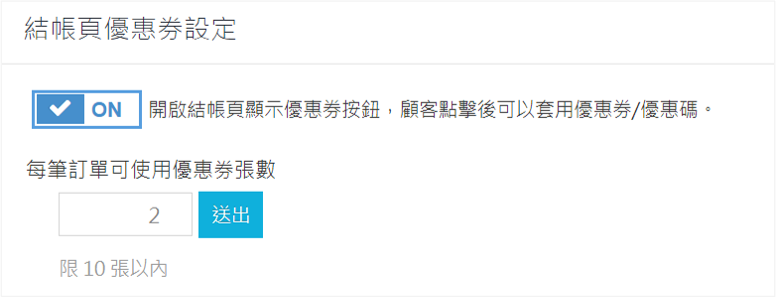 結帳頁優惠券設定
ON 開啟結帳頁顯示優惠券按鈕，顧客點擊後可以套用優惠券/優惠碼。
每筆訂單可使用優惠券張數
2 送出
限 10 張以內